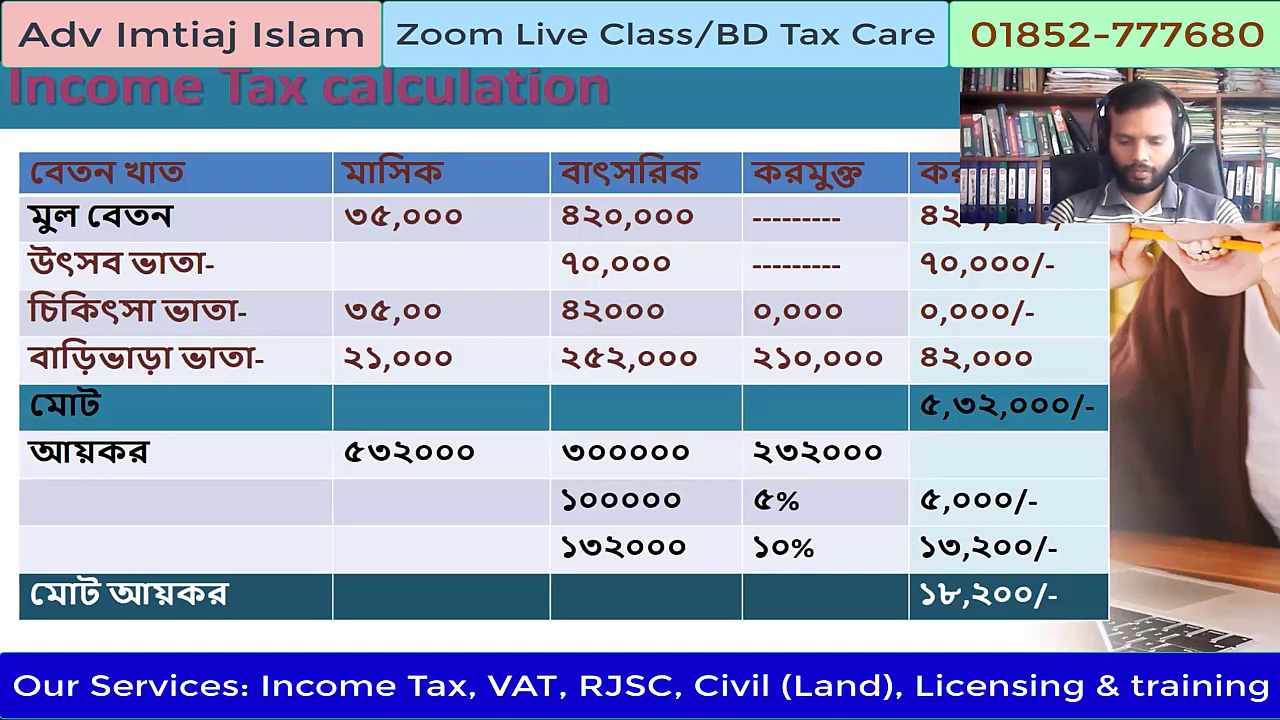 Adv Imtiaj Islam Zoom Live Class/BD Tax Care 01852-777680
Income Tax calculation
বেতন খাত মাসিক বাৎসরিক করমুক্ত
মুল বেতন ৩৫,০০০ ৪২০,০০০ ---------
উৎসব ভাতা- ৭০,০০০ --------- ৭০,০০০/-
চিকিৎসা ভাতা- ৩৫,০০ ৪২০০০ ০,০০০ ০,০০০/-
বাড়িভাড়া ভাতা- ২১,০০০ ২৫২,০০০ ২১০,০০০ ৪২,০০০
মোট ৫,৩২,০০০/-
আয়কর ৫৩২০০০ ৩০০০০০ ২৩২০০০
১০০০০০ ৫% ৫,০০০/-
১৩২০০০ ১০% ১৩,২০০/-
মোট আয়কর ১৮,২০০/-
Our Services: Income Tax, VAT, RJSC, Civil (Land), Licensing & training